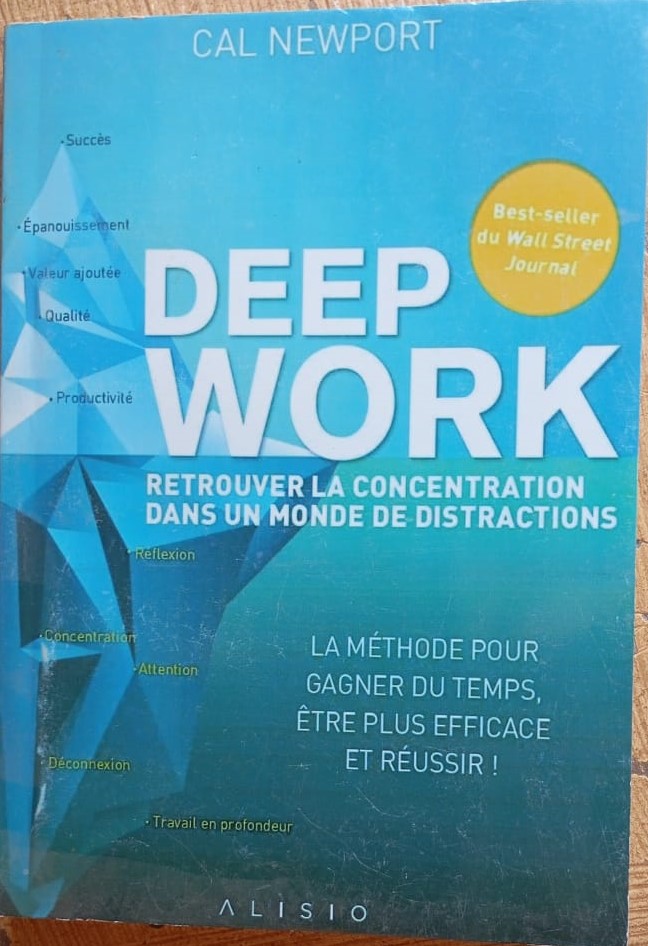 CAL NEWPORT
• Succès
• Épanouissement
Best-seller
du Wall Street
Journal
• Valeur ajoutée
• Qualité
DEEP
• Productivité
WORK
RETROUVER LA CONCENTRATION
DANS UN MONDE DE DISTRACTIONS
• Réflexion
• Concentration
• Attention
LA MÉTHODE POUR
GAGNER DU TEMPS,
ÊTRE PLUS EFFICACE
ET RÉUSSIR !
• Déconnexion
• Travail en profondeur
ALISIO